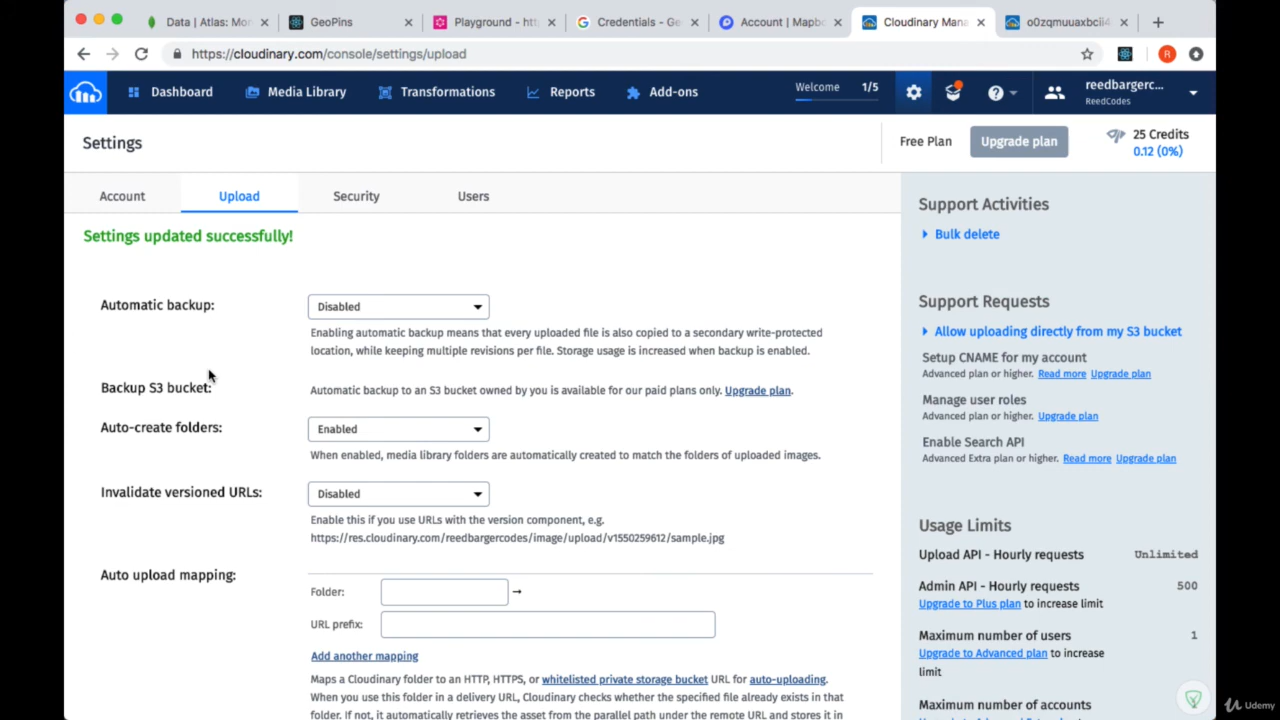 Data | Atlas: Mon
GeoPins
Playground - htt
Credentials - Ge
Account | Mapbo
Cloudinary Mana
o0zqmuuaxbcii4
https://cloudinary.com/console/settings/upload
R
Dashboard
Media Library
Transformations
Reports
Add-ons
Welcome 1/5
reedbargerc...
ReedCodes
Settings
Free Plan
Upgrade plan
25 Credits
0.12 (0%)
Account
Upload
Security
Users
Settings updated successfully!
Automatic backup:
Disabled
Enabling automatic backup means that every uploaded file is also copied to a secondary write-protected
location, while keeping multiple revisions per file. Storage usage is increased when backup is enabled.
Backup S3 bucket:
Automatic backup to an S3 bucket owned by you is available for our paid plans only. Upgrade plan.
Auto-create folders:
Enabled
When enabled, media library folders are automatically created to match the folders of uploaded images.
Invalidate versioned URLs:
Disabled
Enable this if you use URLs with the version component, e.g.
https://res.cloudinary.com/reedbargercodes/image/upload/v1550259612/sample.jpg
Auto upload mapping:
Folder:
→
URL prefix:
Add another mapping
Maps a Cloudinary folder to an HTTP, HTTPS, or whitelisted private storage bucket URL for auto-uploading.
When you use this folder in a delivery URL, Cloudinary checks whether the specified file already exists in that
folder. If not, it automatically retrieves the asset from the parallel path under the remote URL and stores it in
Support Activities
Bulk delete
Support Requests
Allow uploading directly from my S3 bucket
Setup CNAME for my account
Advanced plan or higher. Read more Upgrade plan
Manage user roles
Advanced plan or higher. Upgrade plan
Enable Search API
Advanced Extra plan or higher. Read more Upgrade plan
Usage Limits
Upload API - Hourly requests Unlimited
Admin API - Hourly requests 500
Upgrade to Plus plan to increase limit
Maximum number of users 1
Upgrade to Advanced plan to increase
limit
Maximum number of accounts
Udemy